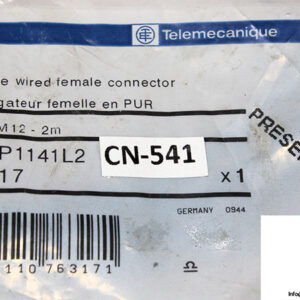 Telemecanique
e wired female connector
gateur femelle en PUR
M12 - 2m
P1141L2
CN-541
17
x1
PRESE
GERMANY 0944
110 763171